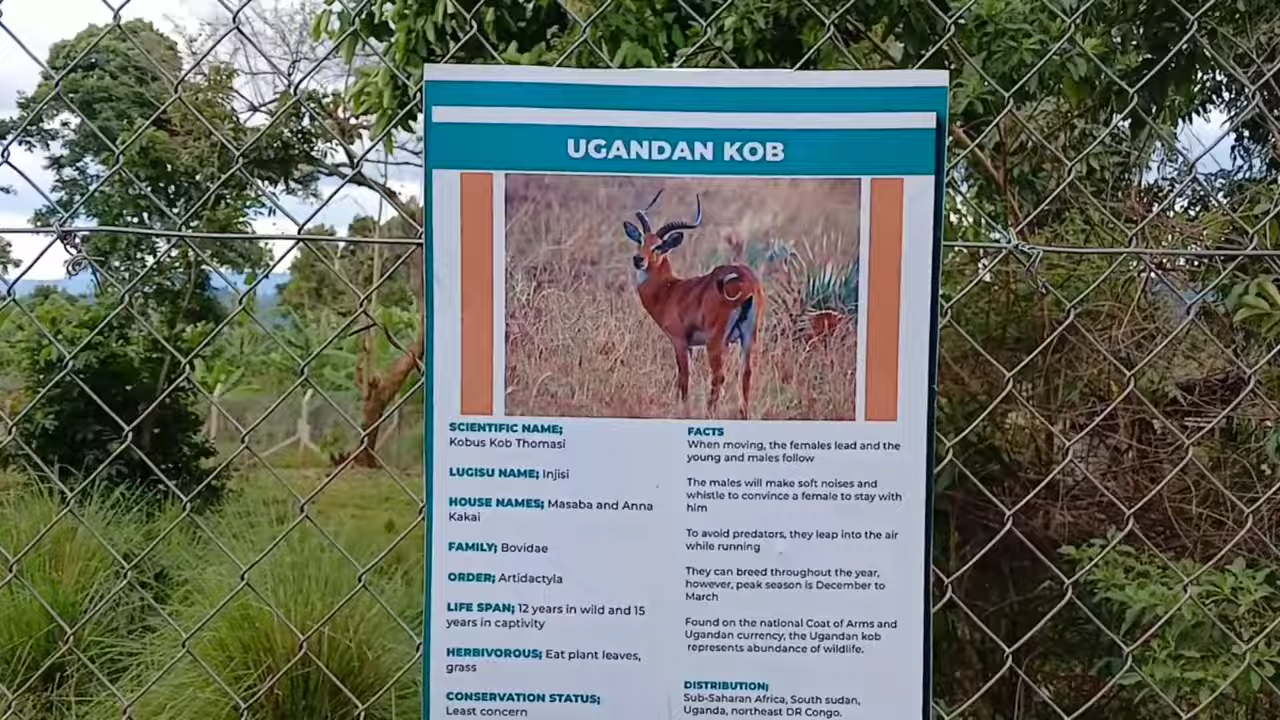 UGANDAN KOB
SCIENTIFIC NAME;
Kobus Kob Thomasi
LUGISU NAME; Injisi
HOUSE NAMES; Masaba and Anna
Kakai
FAMILY; Bovidae
ORDER; Artidactyla
LIFE SPAN; 12 years in wild and 15
years in captivity
HERBIVOROUS; Eat plant leaves,
grass
CONSERVATION STATUS;
Least concern
FACTS
When moving, the females lead and the
young and males follow
The males will make soft noises and
whistle to convince a female to stay with
him
To avoid predators, they leap into the air
while running
They can breed throughout the year,
however, peak season is December to
March
Found on the national Coat of Arms and
Ugandan currency, the Ugandan kob
represents abundance of wildlife.
DISTRIBUTION;
Sub-Saharan Africa, South sudan,
Uganda, northeast DR Congo.